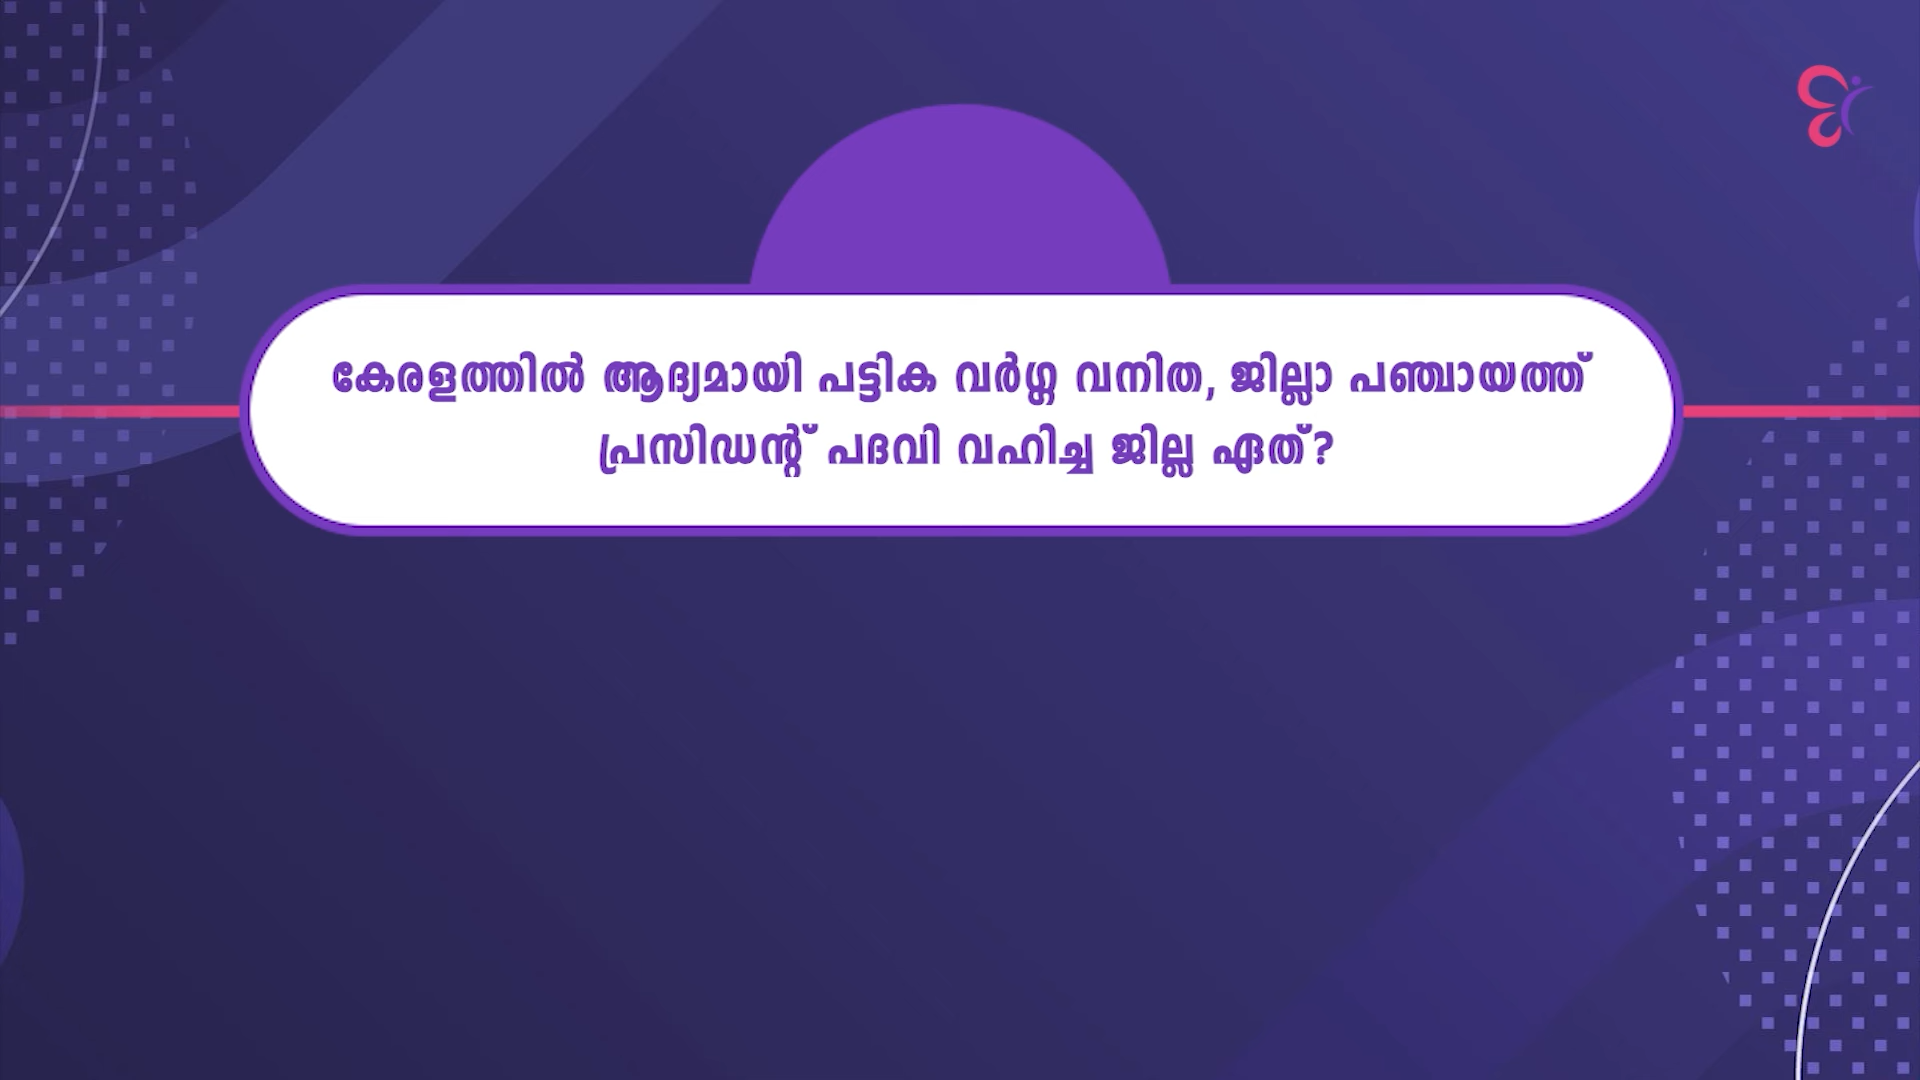 കേരളത്തിൽ ആദ്യമായി പട്ടിക വർഗ്ഗ വനിത, ജില്ലാ പഞ്ചായത്ത്
പ്രസിഡന്റ് പദവി വഹിച്ച ജില്ല ഏത്?